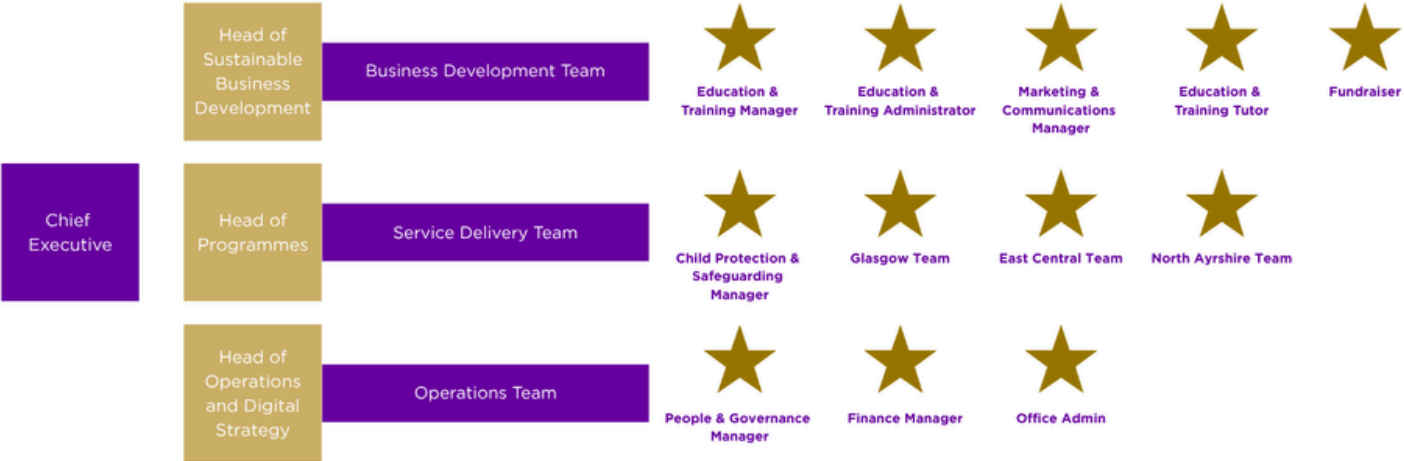 Head of
Sustainable
Business
Development
Business Development Team
Education &
Training Manager
Education &
Training Administrator
Marketing &
Communications
Manager
Education &
Training Tutor
Fundraiser
Chief
Executive
Head of
Programmes
Service Delivery Team
Child Protection &
Safeguarding
Manager
Glasgow Team
East Central Team
North Ayrshire Team
Head of
Operations
and Digital
Strategy
Operations Team
People & Governance
Manager
Finance Manager
Office Admin